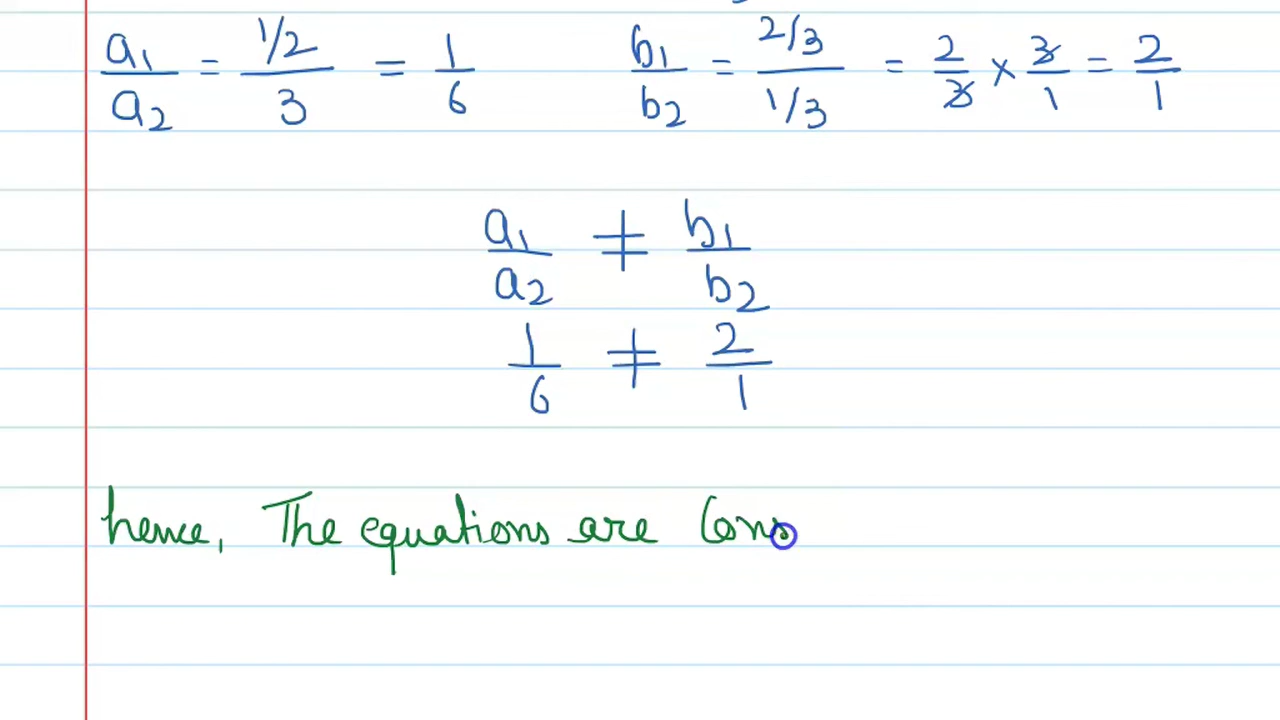 a1/a2 = 1/2/3 = 1/6 b1/b2 = 2/3/1/3 = 2/3 × 3/1 = 2/1
a1/a2 ≠ b1/b2
1/6 ≠ 2/1
hence, The equations are Cons